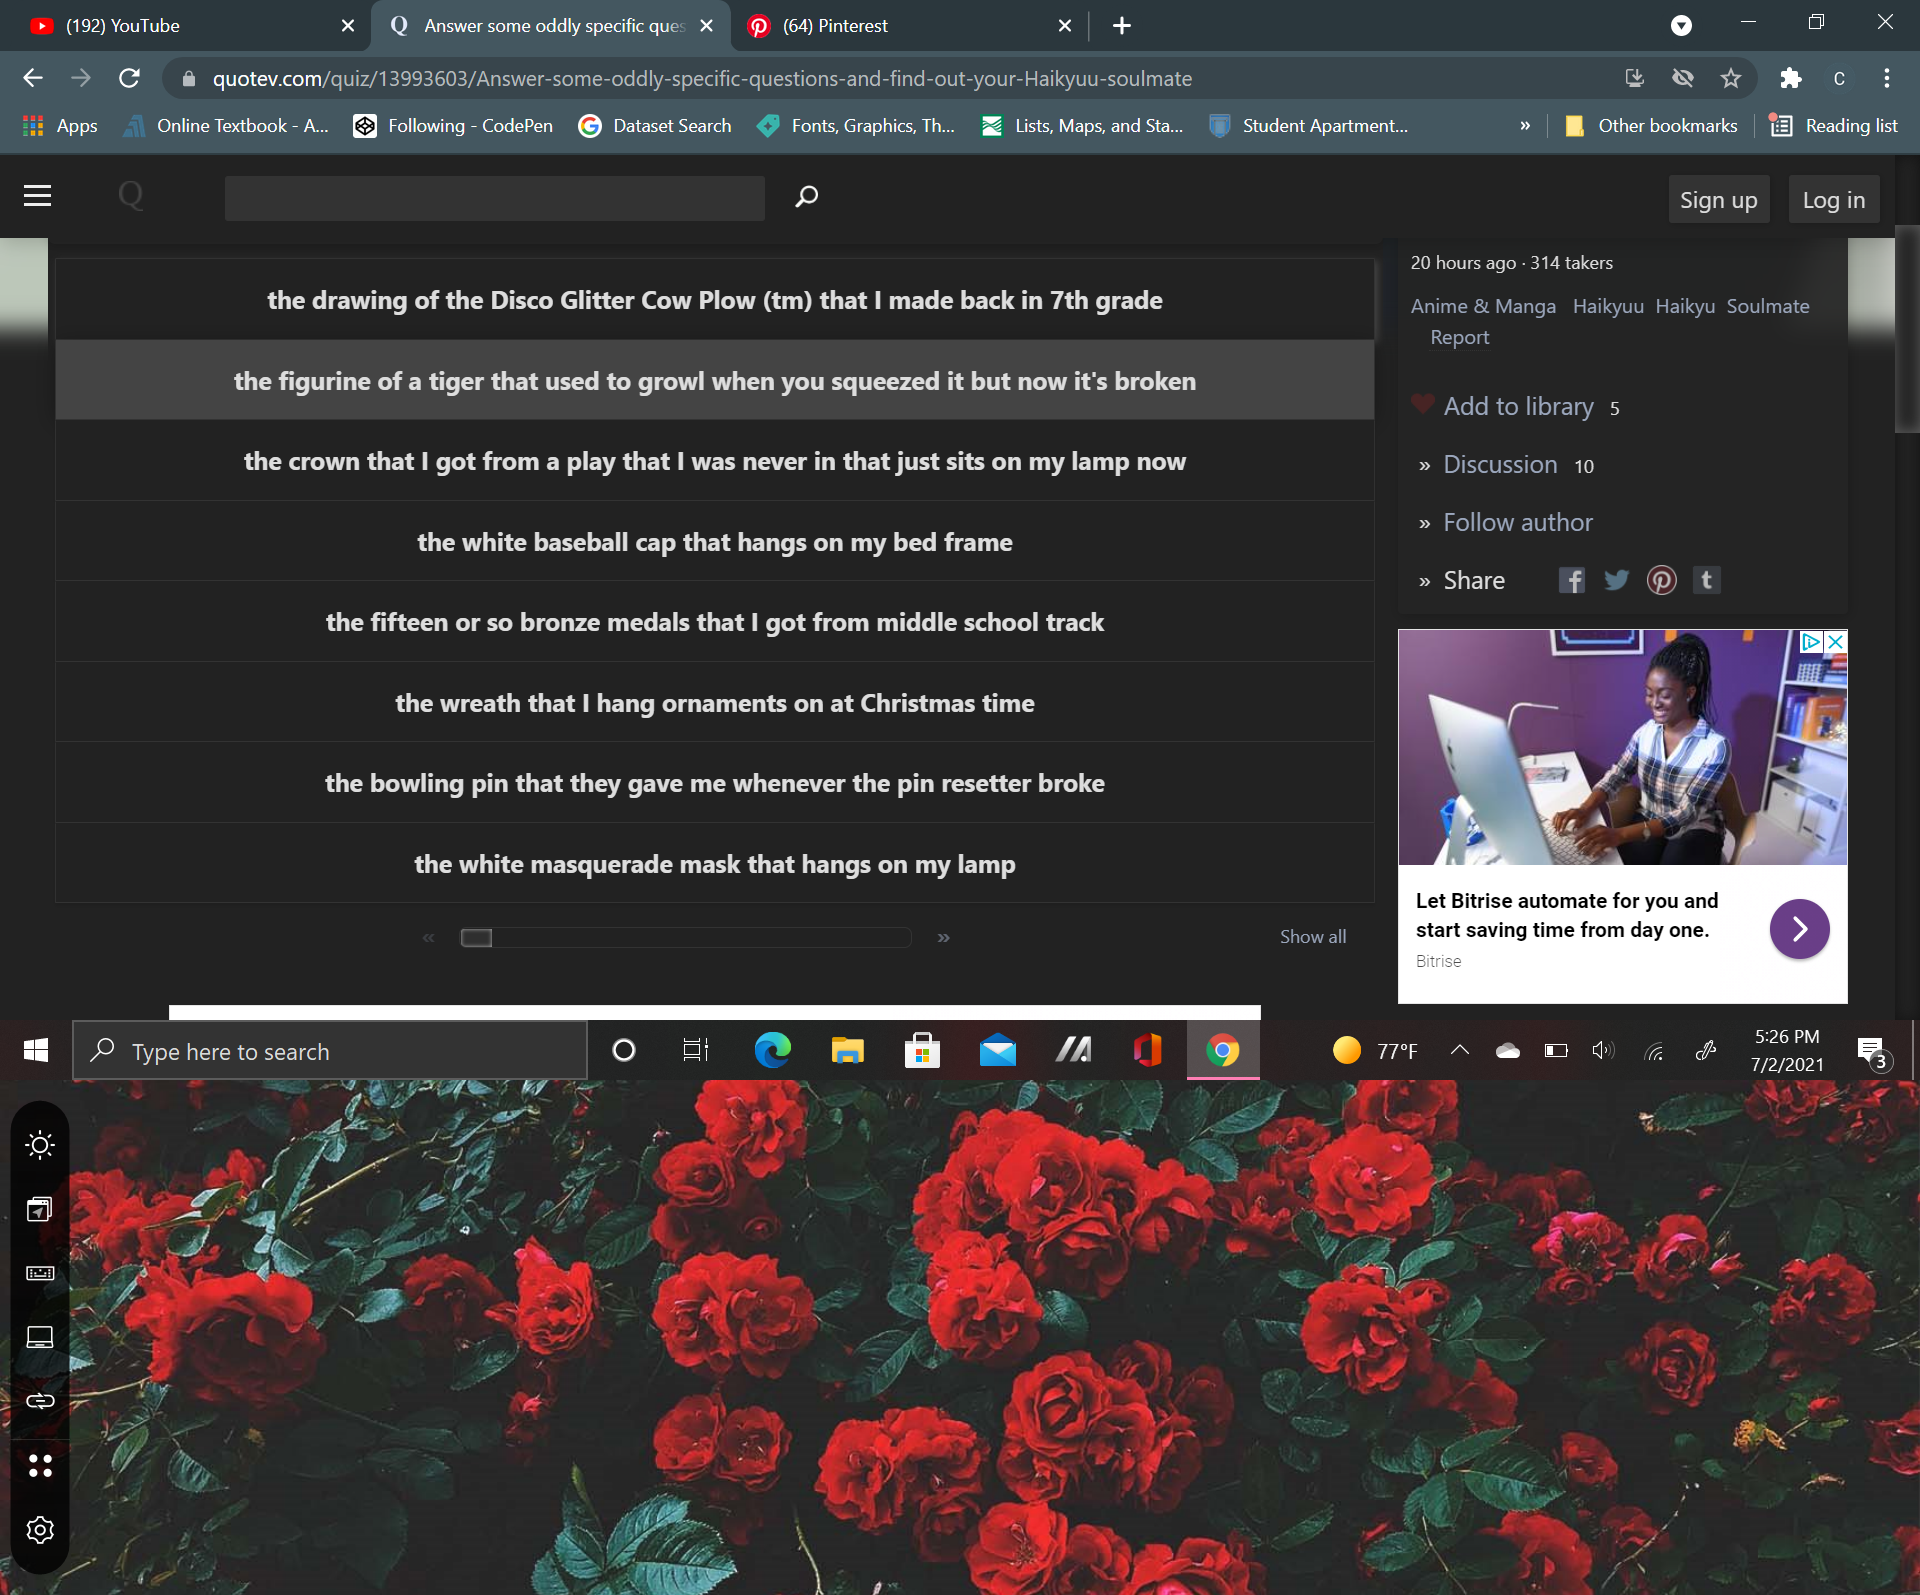 (192) YouTube
Answer some oddly specific ques
(64) Pinterest
quotev.com/quiz/13993603/Answer-some-oddly-specific-questions-and-find-out-your-Haikyuu-soulmate
C
Apps
Online Textbook - A...
Following - CodePen
Dataset Search
Fonts, Graphics, Th...
Lists, Maps, and Sta...
Student Apartment...
»
Other bookmarks
Reading list
Q
Sign up
Log in
the drawing of the Disco Glitter Cow Plow (tm) that I made back in 7th grade
the figurine of a tiger that used to growl when you squeezed it but now it's broken
the crown that I got from a play that I was never in that just sits on my lamp now
the white baseball cap that hangs on my bed frame
the fifteen or so bronze medals that I got from middle school track
the wreath that I hang ornaments on at Christmas time
the bowling pin that they gave me whenever the pin resetter broke
the white masquerade mask that hangs on my lamp
«
»
Show all
20 hours ago · 314 takers
Anime & Manga Haikyuu Haikyu Soulmate
Report
Add to library 5
» Discussion 10
» Follow author
» Share
Let Bitrise automate for you and
start saving time from day one.
Bitrise
Type here to search
77°F
5:26 PM
7/2/2021
3